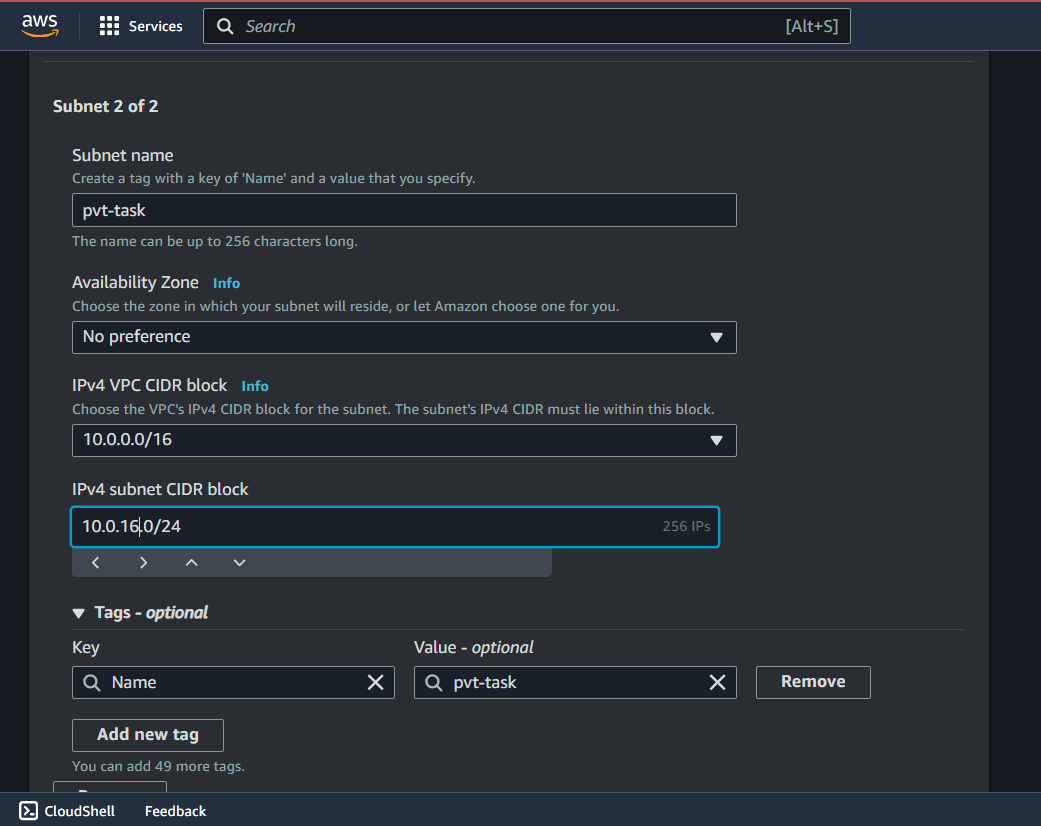 aws
Services
Search [Alt+S]
Subnet 2 of 2
Subnet name
Create a tag with a key of 'Name' and a value that you specify.
pvt-task
The name can be up to 256 characters long.
Availability Zone Info
Choose the zone in which your subnet will reside, or let Amazon choose one for you.
No preference
IPv4 VPC CIDR block Info
Choose the VPC's IPv4 CIDR block for the subnet. The subnet's IPv4 CIDR must lie within this block.
10.0.0.0/16
IPv4 subnet CIDR block
10.0.16.0/24 256 IPs
Tags - optional
Key Value - optional
Name pvt-task Remove
Add new tag
You can add 49 more tags.
CloudShell Feedback